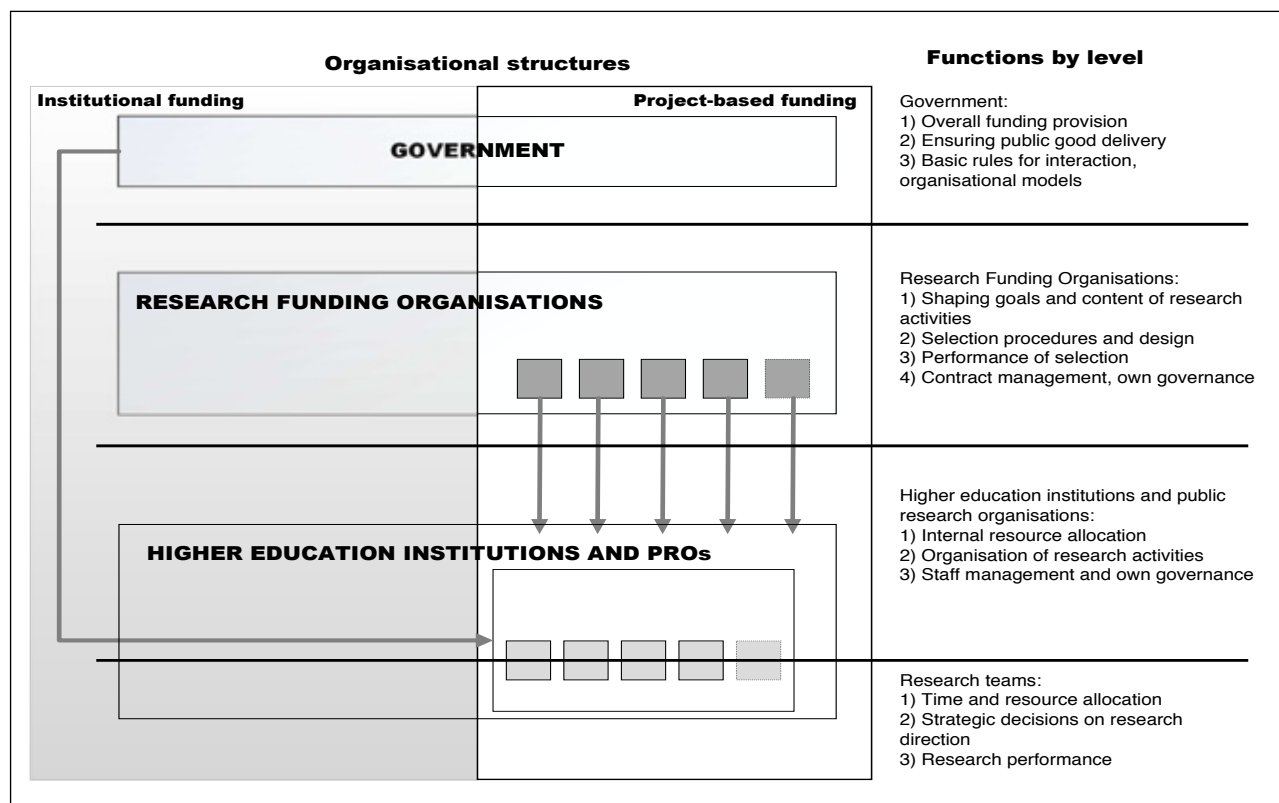 Organisational structures
Functions by level
Institutional funding
Project-based funding
GOVERNMENT
Government:
1) Overall funding provision
2) Ensuring public good delivery
3) Basic rules for interaction,
organisational models
RESEARCH FUNDING ORGANISATIONS
Research Funding Organisations:
1) Shaping goals and content of research
activities
2) Selection procedures and design
3) Performance of selection
4) Contract management, own governance
HIGHER EDUCATION INSTITUTIONS AND PROs
Higher education institutions and public
research organisations:
1) Internal resource allocation
2) Organisation of research activities
3) Staff management and own governance
Research teams:
1) Time and resource allocation
2) Strategic decisions on research
direction
3) Research performance